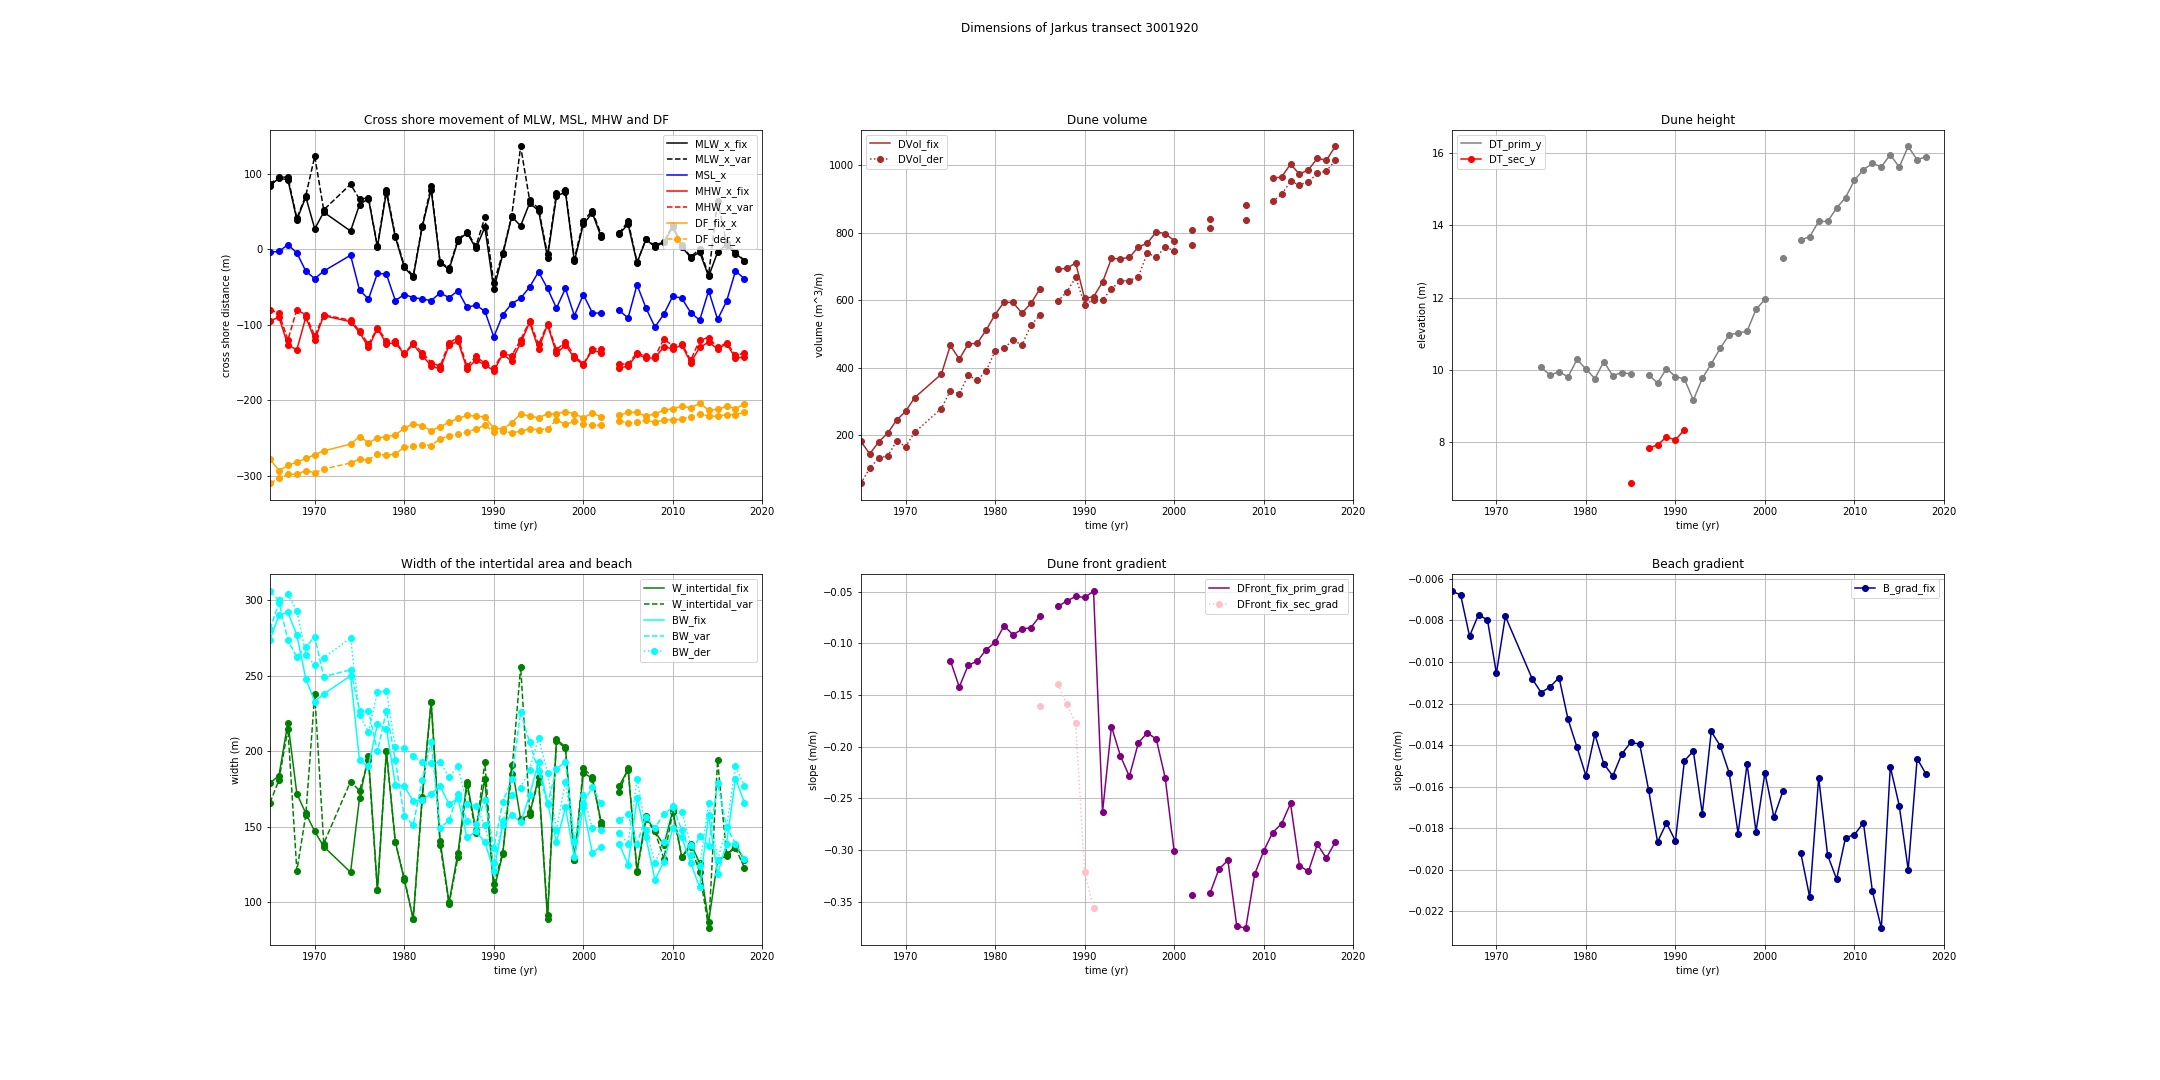 Dimensions of Jarkus transect 3001920
Cross shore movement of MLW, MSL, MHW and DF
cross shore distance (m)
100
0
−100
−200
−300
MLW_x_fix
MLW_x_var
MSL_x
MHW_x_fix
MHW_x_var
DF_fix_x
DF_der_x
1970 1980 1990 2000 2010 2020
time (yr)
Dune volume
volume (m^3/m)
1000
800
600
400
200
DVol_fix
DVol_der
1970 1980 1990 2000 2010 2020
time (yr)
Dune height
elevation (m)
16
14
12
10
8
DT_prim_y
DT_sec_y
1970 1980 1990 2000 2010 2020
time (yr)
Width of the intertidal area and beach
width (m)
300
250
200
150
100
W_intertidal_fix
W_intertidal_var
BW_fix
BW_var
BW_der
1970 1980 1990 2000 2010 2020
time (yr)
Dune front gradient
slope (m/m)
−0.05
−0.10
−0.15
−0.20
−0.25
−0.30
−0.35
DFront_fix_prim_grad
DFront_fix_sec_grad
1970 1980 1990 2000 2010 2020
time (yr)
Beach gradient
slope (m/m)
−0.006
−0.008
−0.010
−0.012
−0.014
−0.016
−0.018
−0.020
−0.022
B_grad_fix
1970 1980 1990 2000 2010 2020
time (yr)